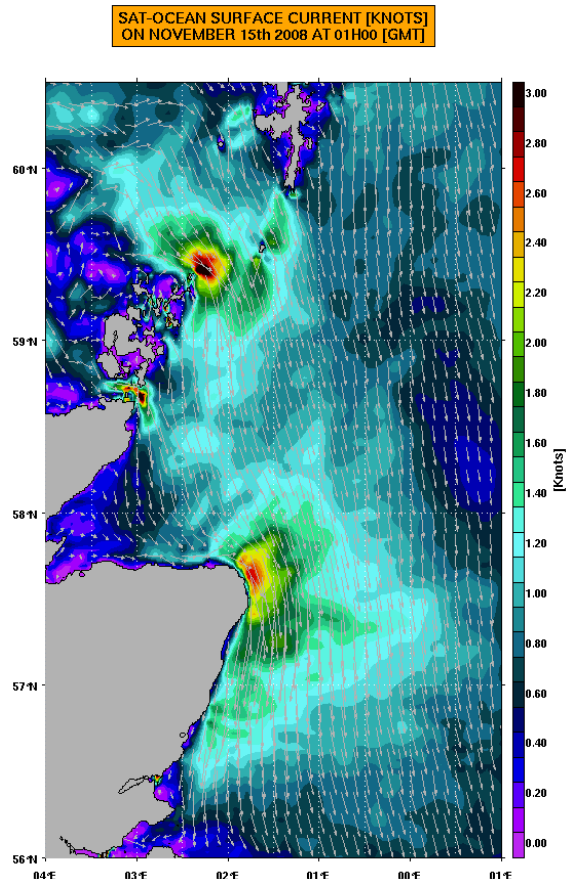 SAT-OCEAN SURFACE CURRENT [KNOTS]
ON NOVEMBER 15th 2008 AT 01H00 [GMT]
3.00
2.80
2.60
2.40
2.20
2.00
1.80
1.60
1.40
1.20
1.00
0.80
0.60
0.40
0.20
0.00
[Knots]
60°N
59°N
58°N
57°N
56°N
04°W
03°W
02°W
01°W
00°W
01°E